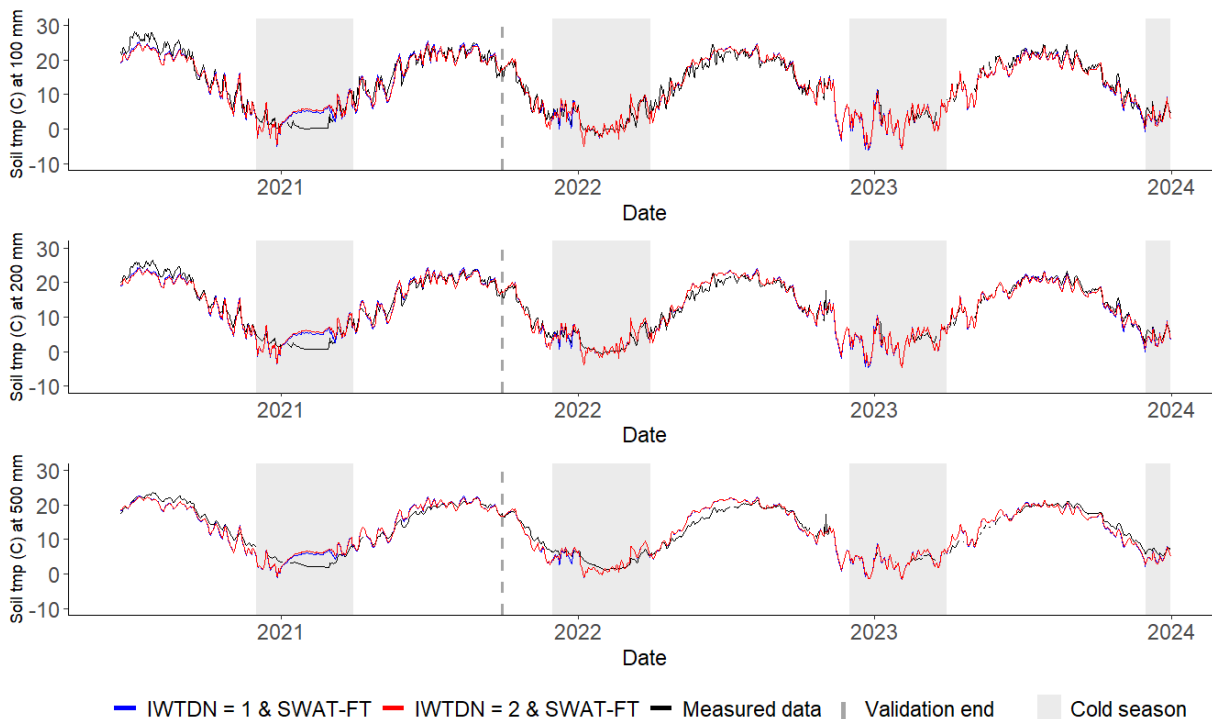 Soil tmp (C) at 100 mm
30
20
10
0
-10
2021 2022 2023 2024
Date
Soil tmp (C) at 200 mm
30
20
10
0
-10
2021 2022 2023 2024
Date
Soil tmp (C) at 500 mm
30
20
10
0
-10
2021 2022 2023 2024
Date
IWTDN = 1 & SWAT-FT IWTDN = 2 & SWAT-FT Measured data Validation end Cold season